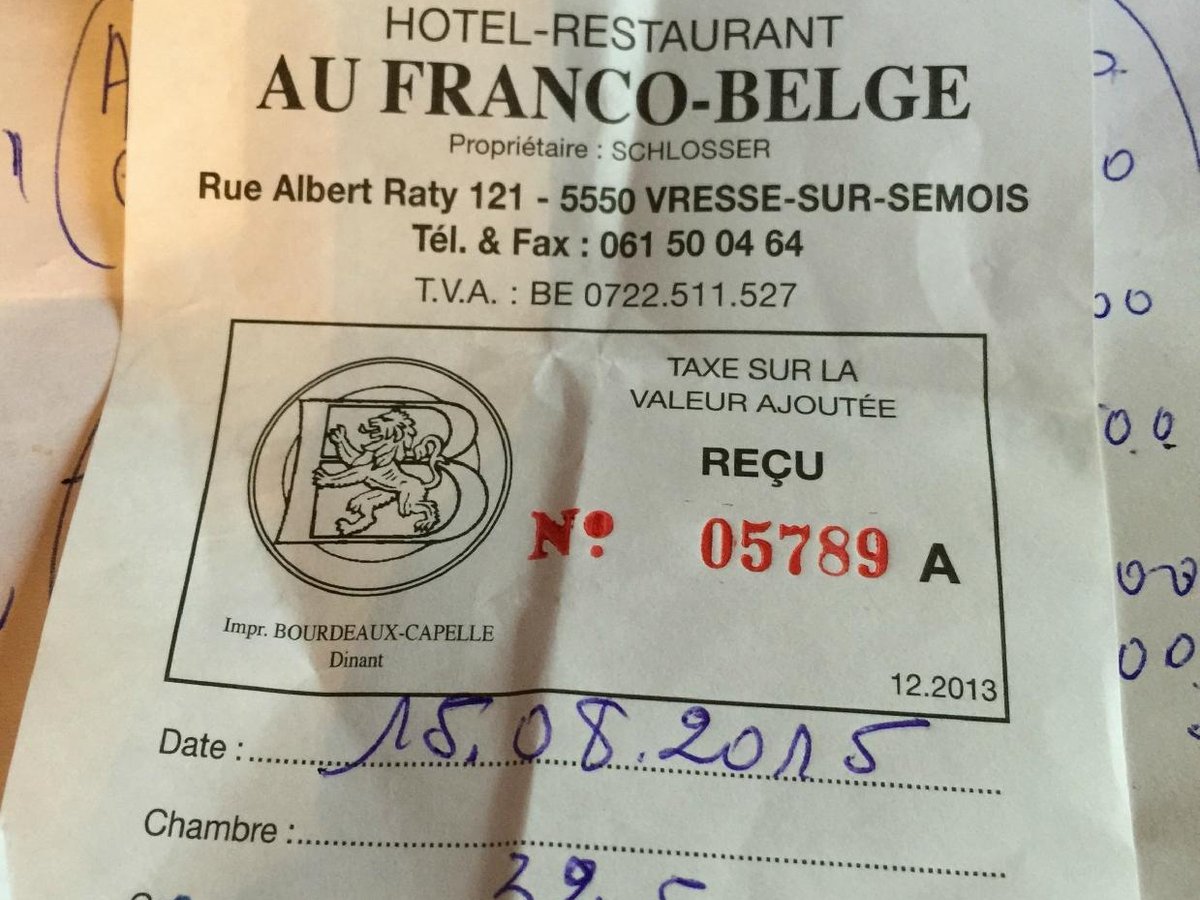 HOTEL-RESTAURANT
AU FRANCO-BELGE
Propriétaire : SCHLOSSER
Rue Albert Raty 121 - 5550 VRESSE-SUR-SEMOIS
Tél. & Fax : 061 50 04 64
T.V.A. : BE 0722.511.527
TAXE SUR LA
VALEUR AJOUTÉE
REÇU
Nº 05789 A
Impr. BOURDEAUX-CAPELLE
Dinant
12.2013
Date : 15.08.2015
Chambre :